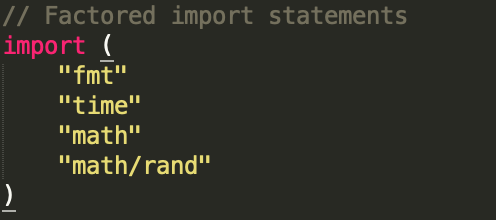 // Factored import statements
import (
    "fmt"
    "time"
    "math"
    "math/rand"
)